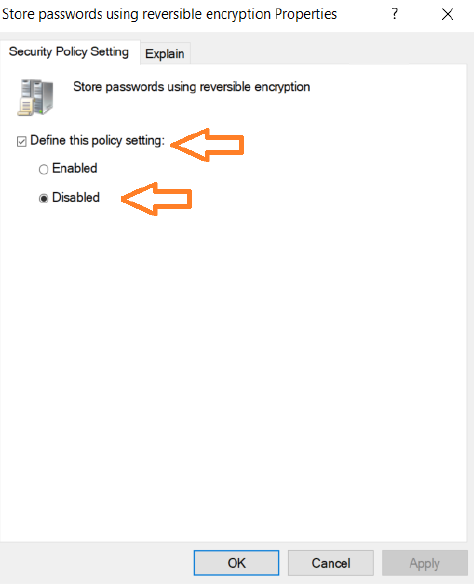 Store passwords using reversible encryption Properties
?
Security Policy Setting
Explain
Store passwords using reversible encryption
Define this policy setting:
Enabled
Disabled
OK
Cancel
Apply